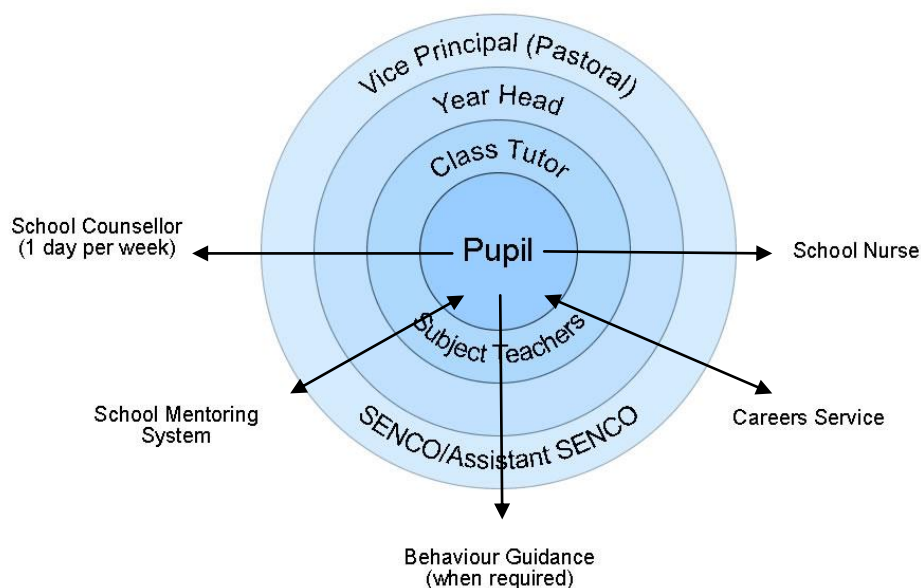 Vice Principal (Pastoral)
Year Head
Class Tutor
School Counsellor
(1 day per week)
Pupil
School Nurse
Subject Teachers
School Mentoring
System
SENCO/Assistant SENCO
Careers Service
Behaviour Guidance
(when required)